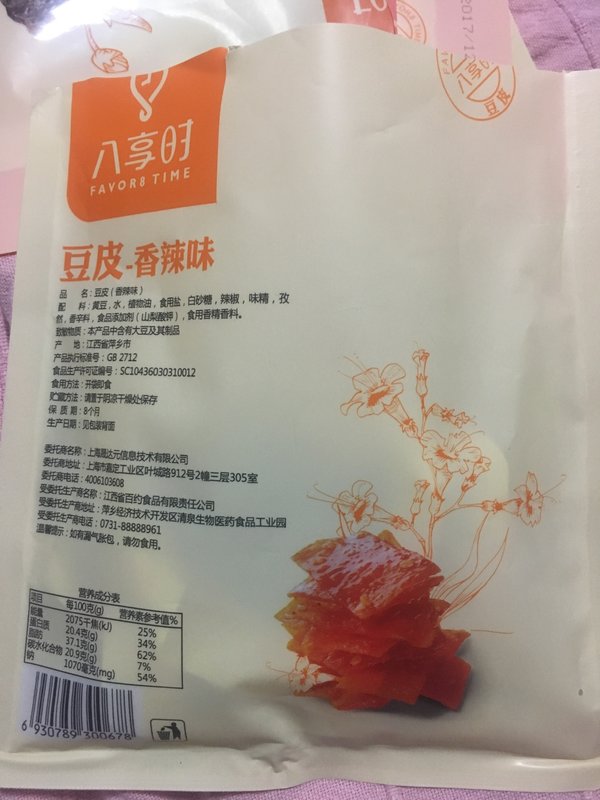 2017/1
八享时
豆皮
八享时
FAVOR8 TIME
豆皮-香辣味
品 名：豆皮（香辣味）
配 料：黄豆，水，植物油，食用盐，白砂糖，辣椒，味精，孜
然，香辛料，食品添加剂（山梨酸钾），食用香精香料。
致敏物质：本产品中含有大豆及其制品
产 地：江西省萍乡市
产品执行标准号：GB 2712
食品生产许可证编号：SC10436030310012
食用方法：开袋即食
贮藏方法：请置于阴凉干燥处保存
保 质 期：8个月
生产日期：见包装背面
委托商名称：上海晨达元信息技术有限公司
委托商地址：上海市嘉定工业区叶城路912号2幢三层305室
委托商电话：4006103608
受委托生产商名称：江西省百约食品有限责任公司
受委托生产商地址：萍乡经济技术开发区清泉生物医药食品工业园
受委托生产商电话：0731-88888961
温馨提示：如有漏气胀包，请勿食用。
营养成分表
项目 每100克(g) 营养素参考值%
能量 2075千焦(kJ) 25%
蛋白质 20.4克(g) 34%
脂肪 37.1克(g) 62%
碳水化合物 20.9克(g) 7%
钠 1070毫克(mg) 54%
6 930789 300678